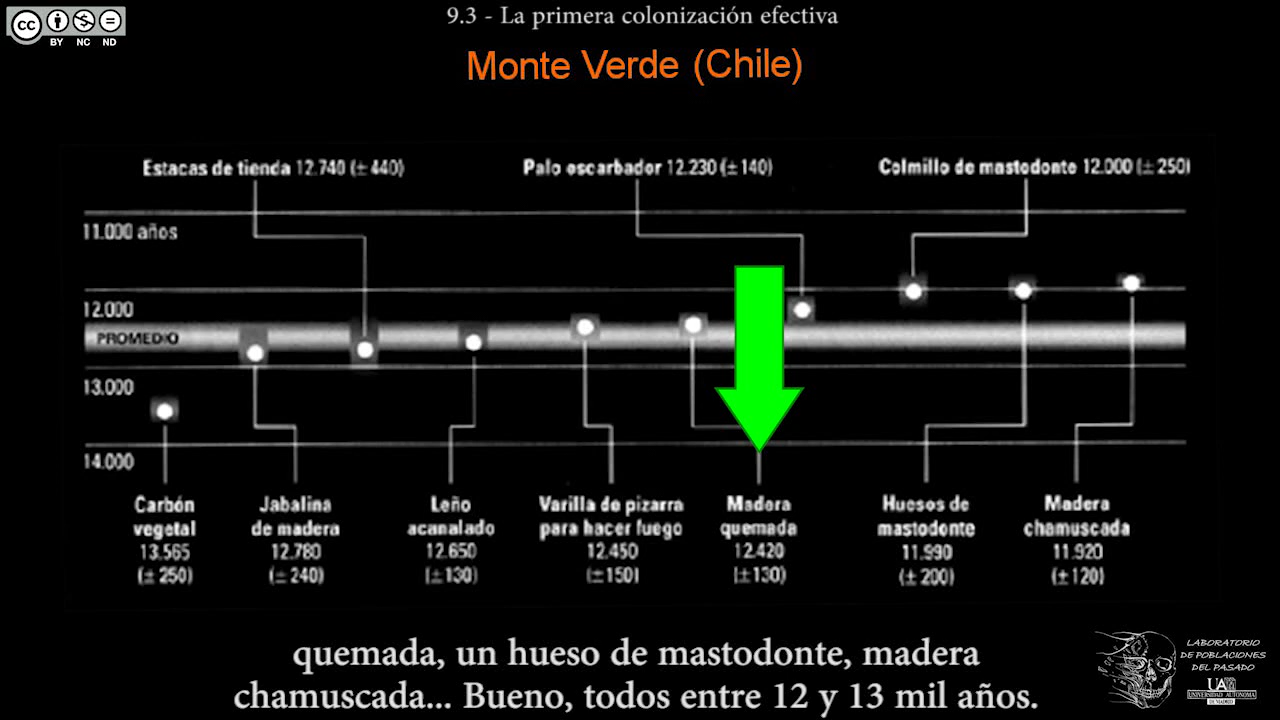 9.3 - La primera colonización efectiva
CC
BY NC ND
Monte Verde (Chile)
Estacas de tienda 12.740 (±440)
Palo escarbador 12.230 (±140)
Colmillo de mastodonte 12.000 (±250)
11.000 años
12.000
PROMEDIO
13.000
14.000
Carbón
vegetal
13.565
(±250)
Jabalina
de madera
12.780
(±240)
Leño
acanalado
12.650
(±130)
Varilla de pizarra
para hacer fuego
12.450
(±150)
Madera
quemada
12.420
(±130)
Huesos de
mastodonte
11.990
(±200)
Madera
chamuscada
11.920
(±120)
quemada, un hueso de mastodonte, madera
chamuscada... Bueno, todos entre 12 y 13 mil años.
LABORATORIO
DE POBLACIONES
DEL PASADO
UAM
UNIVERSIDAD AUTONOMA
DE MADRID